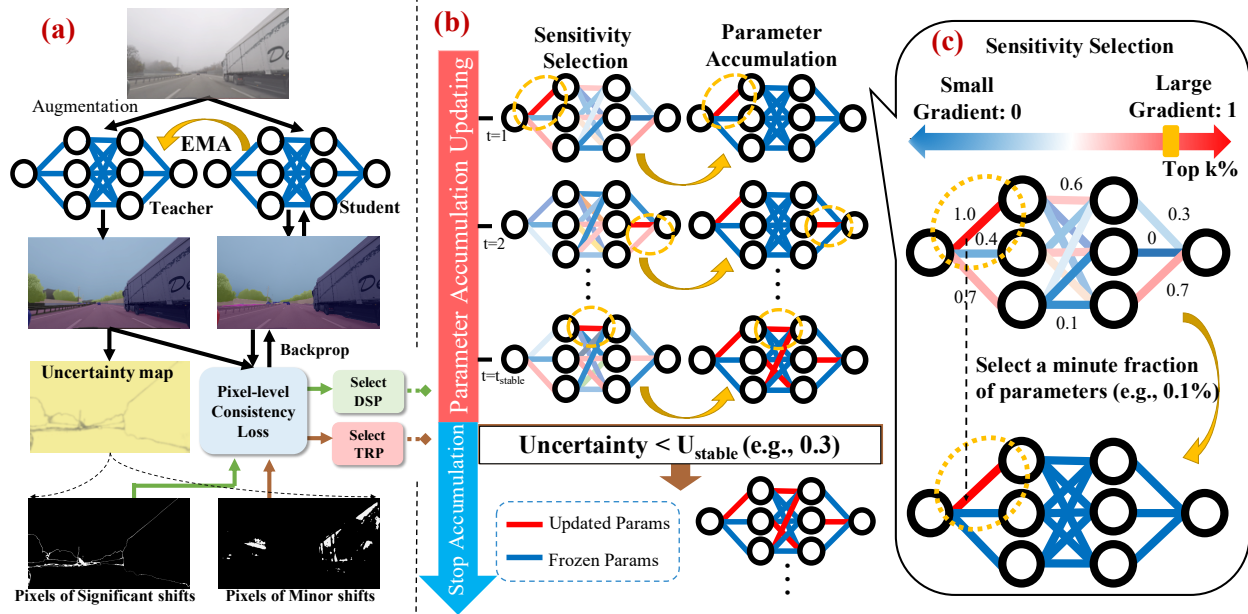 (a)
Augmentation
EMA
Teacher
Student
Backprop
Uncertainty map
Pixel-level
Consistency
Loss
Select
DSP
Select
TRP
Pixels of Significant shifts
Pixels of Minor shifts
(b)
Sensitivity
Selection
Parameter
Accumulation
Parameter Accumulation Updating
t=1
t=2
t=t_stable
Stop Accumulation
Uncertainty < U_stable (e.g., 0.3)
Updated Params
Frozen Params
(c)
Sensitivity Selection
Small
Gradient: 0
Large
Gradient: 1
Top k%
0.6
1.0
0.3
0.4
0
0.7
0.7
0.1
Select a minute fraction
of parameters (e.g., 0.1%)